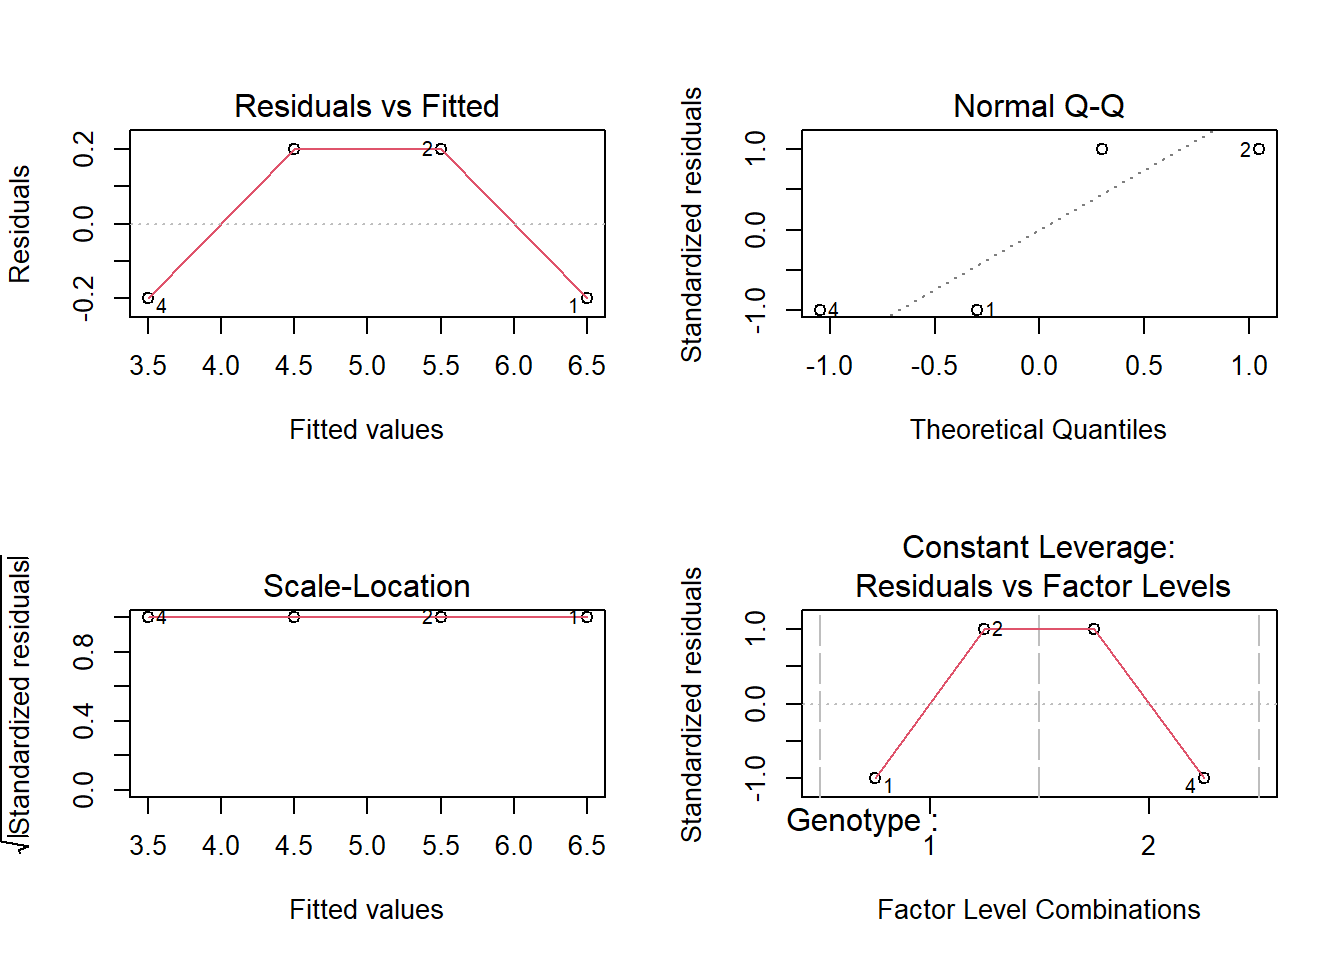 Residuals vs Fitted
Residuals
-0.2 0.0 0.2
2
4
1
3.5 4.0 4.5 5.0 5.5 6.0 6.5
Fitted values
Normal Q-Q
Standardized residuals
-1.0 0.0 1.0
2
4
1
-1.0 -0.5 0.0 0.5 1.0
Theoretical Quantiles
Scale-Location
√|Standardized residuals|
0.0 0.4 0.8
4 2 1
3.5 4.0 4.5 5.0 5.5 6.0 6.5
Fitted values
Constant Leverage:
Residuals vs Factor Levels
Standardized residuals
-1.0 0.0 1.0
2
1
4
Genotype :
1 2
Factor Level Combinations